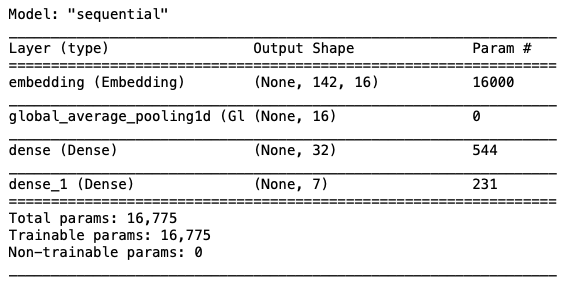 Model: "sequential"
_________________________________________________________________
Layer (type)                 Output Shape              Param #
=================================================================
embedding (Embedding)        (None, 142, 16)           16000
_________________________________________________________________
global_average_pooling1d (Gl (None, 16)                0
_________________________________________________________________
dense (Dense)                (None, 32)                544
_________________________________________________________________
dense_1 (Dense)              (None, 7)                 231
=================================================================
Total params: 16,775
Trainable params: 16,775
Non-trainable params: 0
_________________________________________________________________